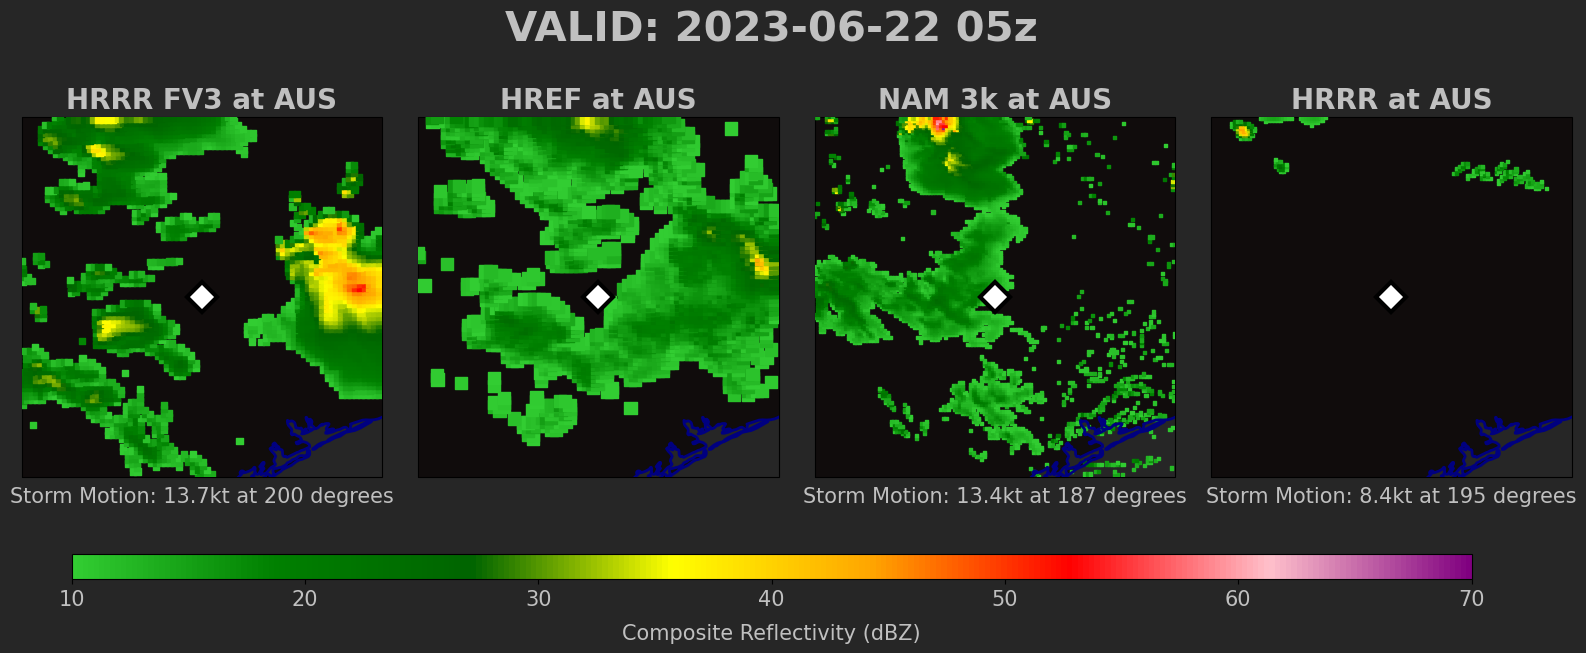 VALID: 2023-06-22 05z
HRRR FV3 at AUS
HREF at AUS
NAM 3k at AUS
HRRR at AUS
Storm Motion: 13.7kt at 200 degrees
Storm Motion: 13.4kt at 187 degrees
Storm Motion: 8.4kt at 195 degrees
10 20 30 40 50 60 70
Composite Reflectivity (dBZ)